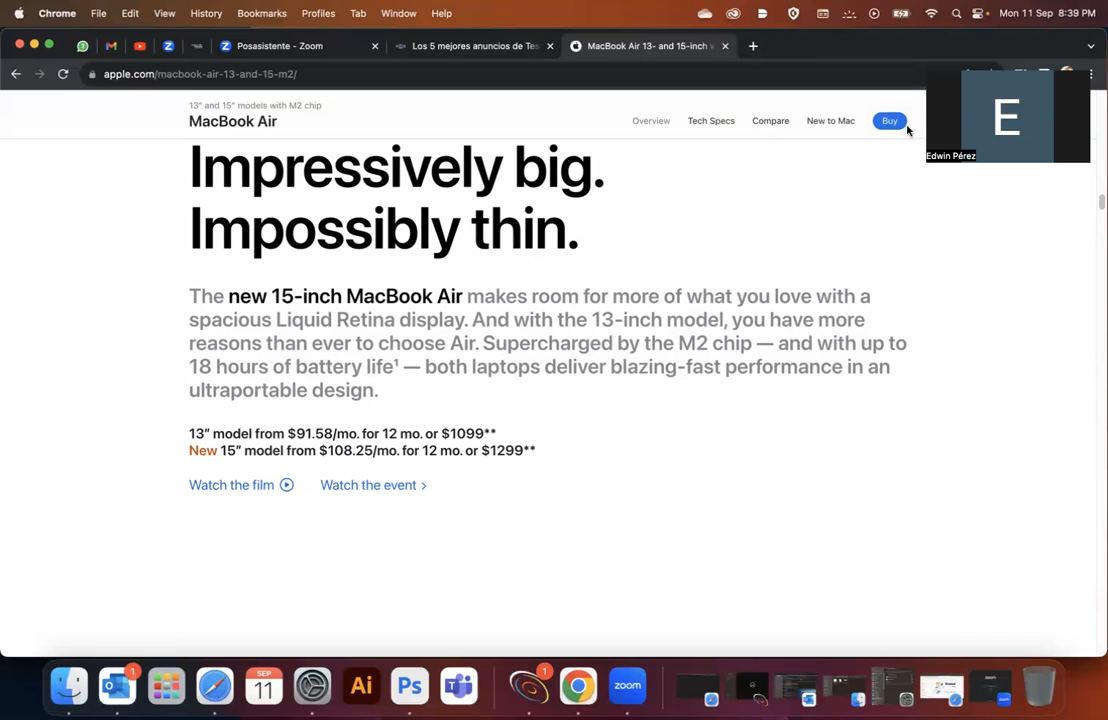 Chrome File Edit View History Bookmarks Profiles Tab Window Help Mon 11 Sep 8:39 PM
Posasistente - Zoom Los 5 mejores anuncios de Tes MacBook Air 13- and 15-inch
apple.com/macbook-air-13-and-15-m2/
13" and 15" models with M2 chip
MacBook Air
Overview Tech Specs Compare New to Mac Buy
E
Edwin Pérez
Impressively big.
Impossibly thin.
The new 15-inch MacBook Air makes room for more of what you love with a
spacious Liquid Retina display. And with the 13-inch model, you have more
reasons than ever to choose Air. Supercharged by the M2 chip — and with up to
18 hours of battery life¹ — both laptops deliver blazing-fast performance in an
ultraportable design.
13” model from $91.58/mo. for 12 mo. or $1099**
New 15” model from $108.25/mo. for 12 mo. or $1299**
Watch the film
Watch the event >
1 SEP 11 Ai Ps 1 zoom